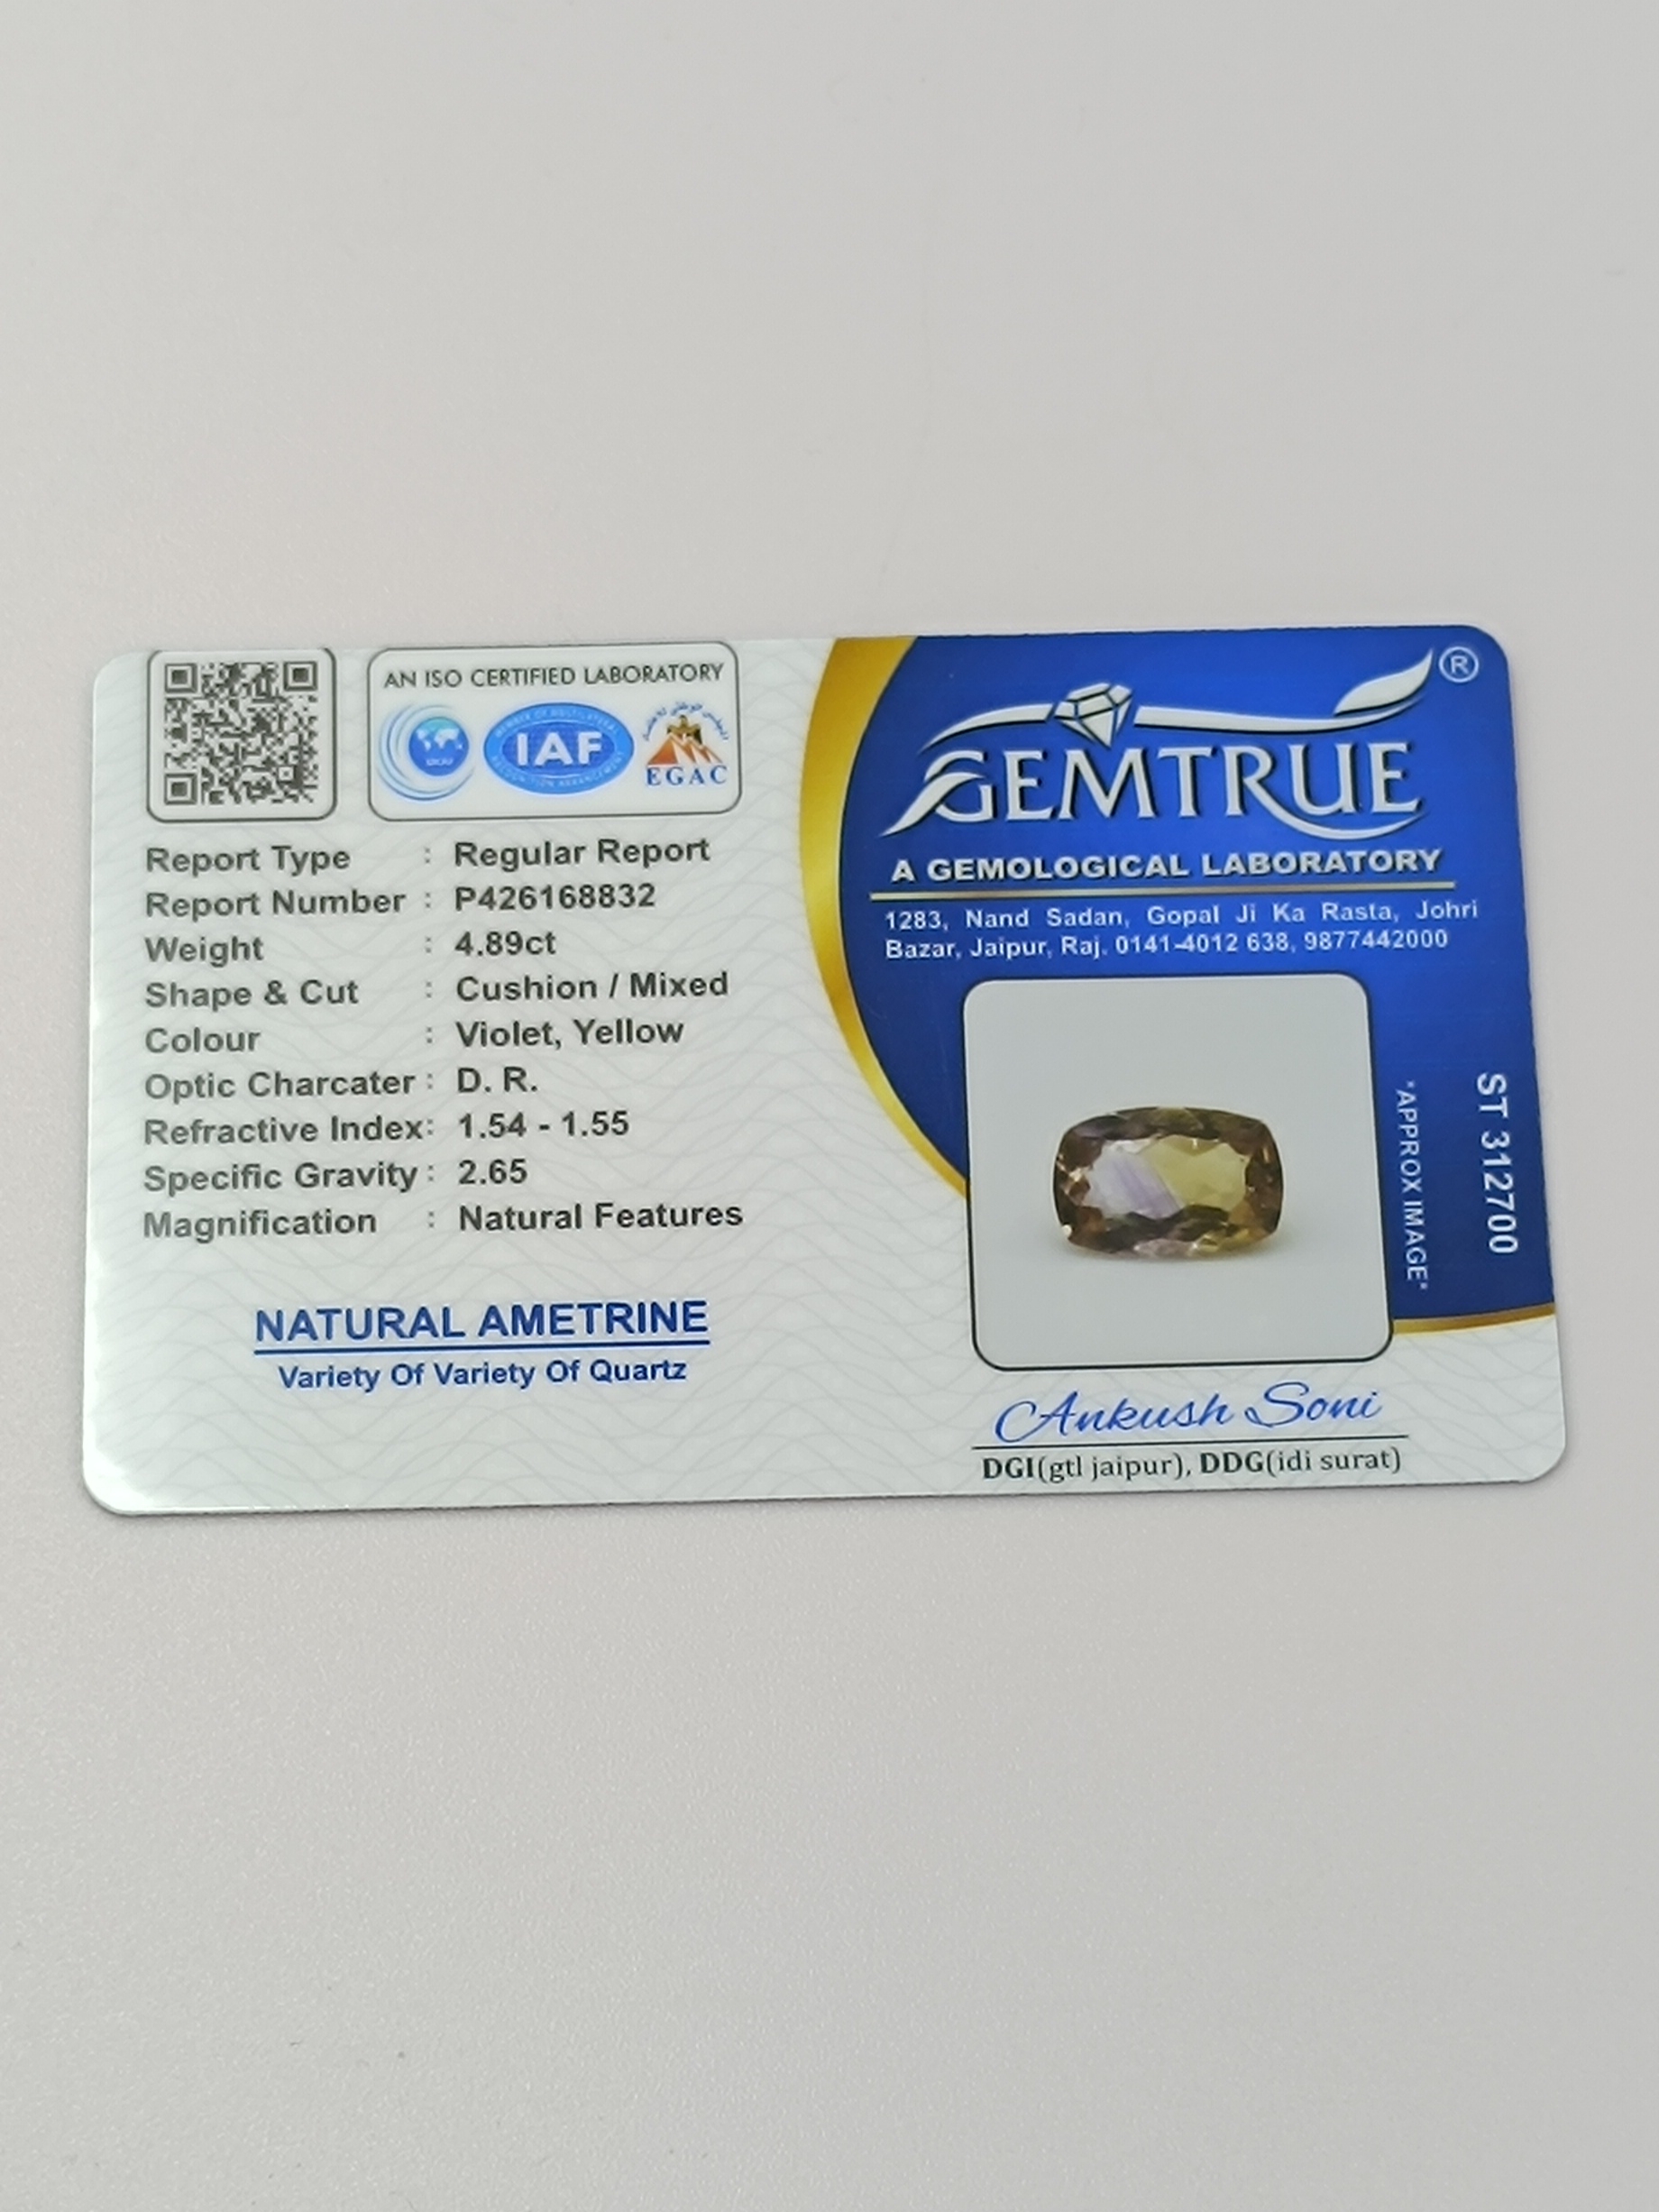 AN ISO CERTIFIED LABORATORY
IAF
EGAC
Report Type : Regular Report
Report Number : P426168832
Weight : 4.89ct
Shape & Cut : Cushion / Mixed
Colour : Violet, Yellow
Optic Charcater : D. R.
Refractive Index: 1.54 - 1.55
Specific Gravity : 2.65
Magnification : Natural Features
NATURAL AMETRINE
Variety Of Variety Of Quartz
GEMTRUE ®
A GEMOLOGICAL LABORATORY
1283, Nand Sadan, Gopal Ji Ka Rasta, Johri
Bazar, Jaipur, Raj. 0141-4012 638, 9877442000
*APPROX IMAGE*
ST 312700
Ankush Soni
DGI(gtl jaipur), DDG(idi surat)